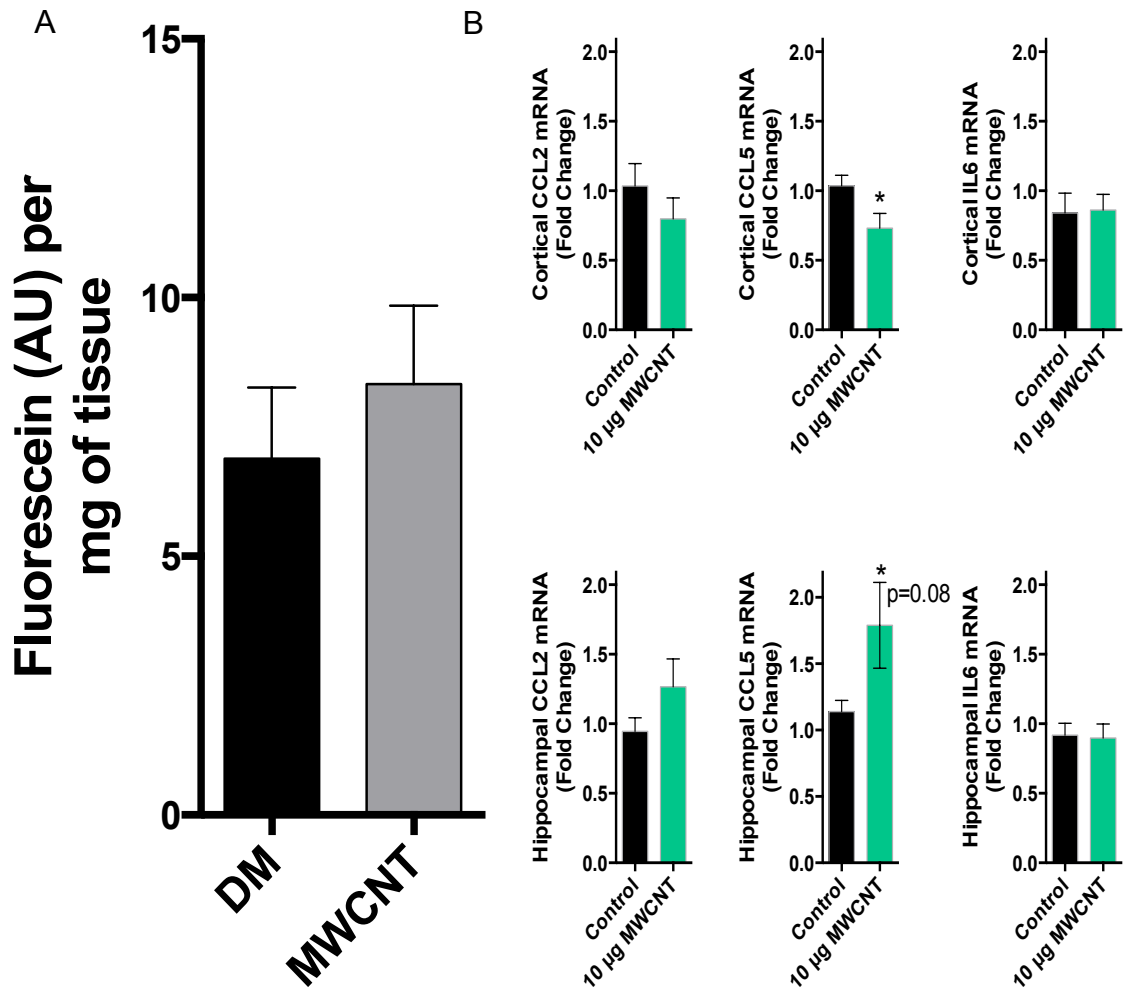 A
Fluorescein (AU) per
mg of tissue
15
10
5
0
DM
MWCNT
B
Cortical CCL2 mRNA
(Fold Change)
2.0
1.5
1.0
0.5
0.0
Control
10 µg MWCNT
Cortical CCL5 mRNA
(Fold Change)
2.0
1.5
1.0
0.5
0.0
*
Control
10 µg MWCNT
Cortical IL6 mRNA
(Fold Change)
2.0
1.5
1.0
0.5
0.0
Control
10 µg MWCNT
Hippocampal CCL2 mRNA
(Fold Change)
2.0
1.5
1.0
0.5
0.0
Control
10 µg MWCNT
Hippocampal CCL5 mRNA
(Fold Change)
2.0
1.5
1.0
0.5
0.0
*
p=0.08
Control
10 µg MWCNT
Hippocampal IL6 mRNA
(Fold Change)
2.0
1.5
1.0
0.5
0.0
Control
10 µg MWCNT